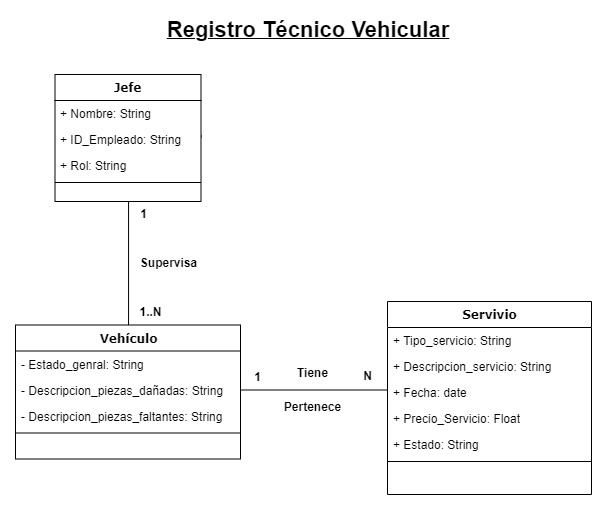 Registro Técnico Vehicular
Jefe
+ Nombre: String
+ ID_Empleado: String
+ Rol: String
1
Supervisa
1..N
Vehículo
- Estado_genral: String
- Descripcion_piezas_dañadas: String
- Descripcion_piezas_faltantes: String
1
Tiene
N
Pertenece
Servivio
+ Tipo_servicio: String
+ Descripcion_servicio: String
+ Fecha: date
+ Precio_Servicio: Float
+ Estado: String